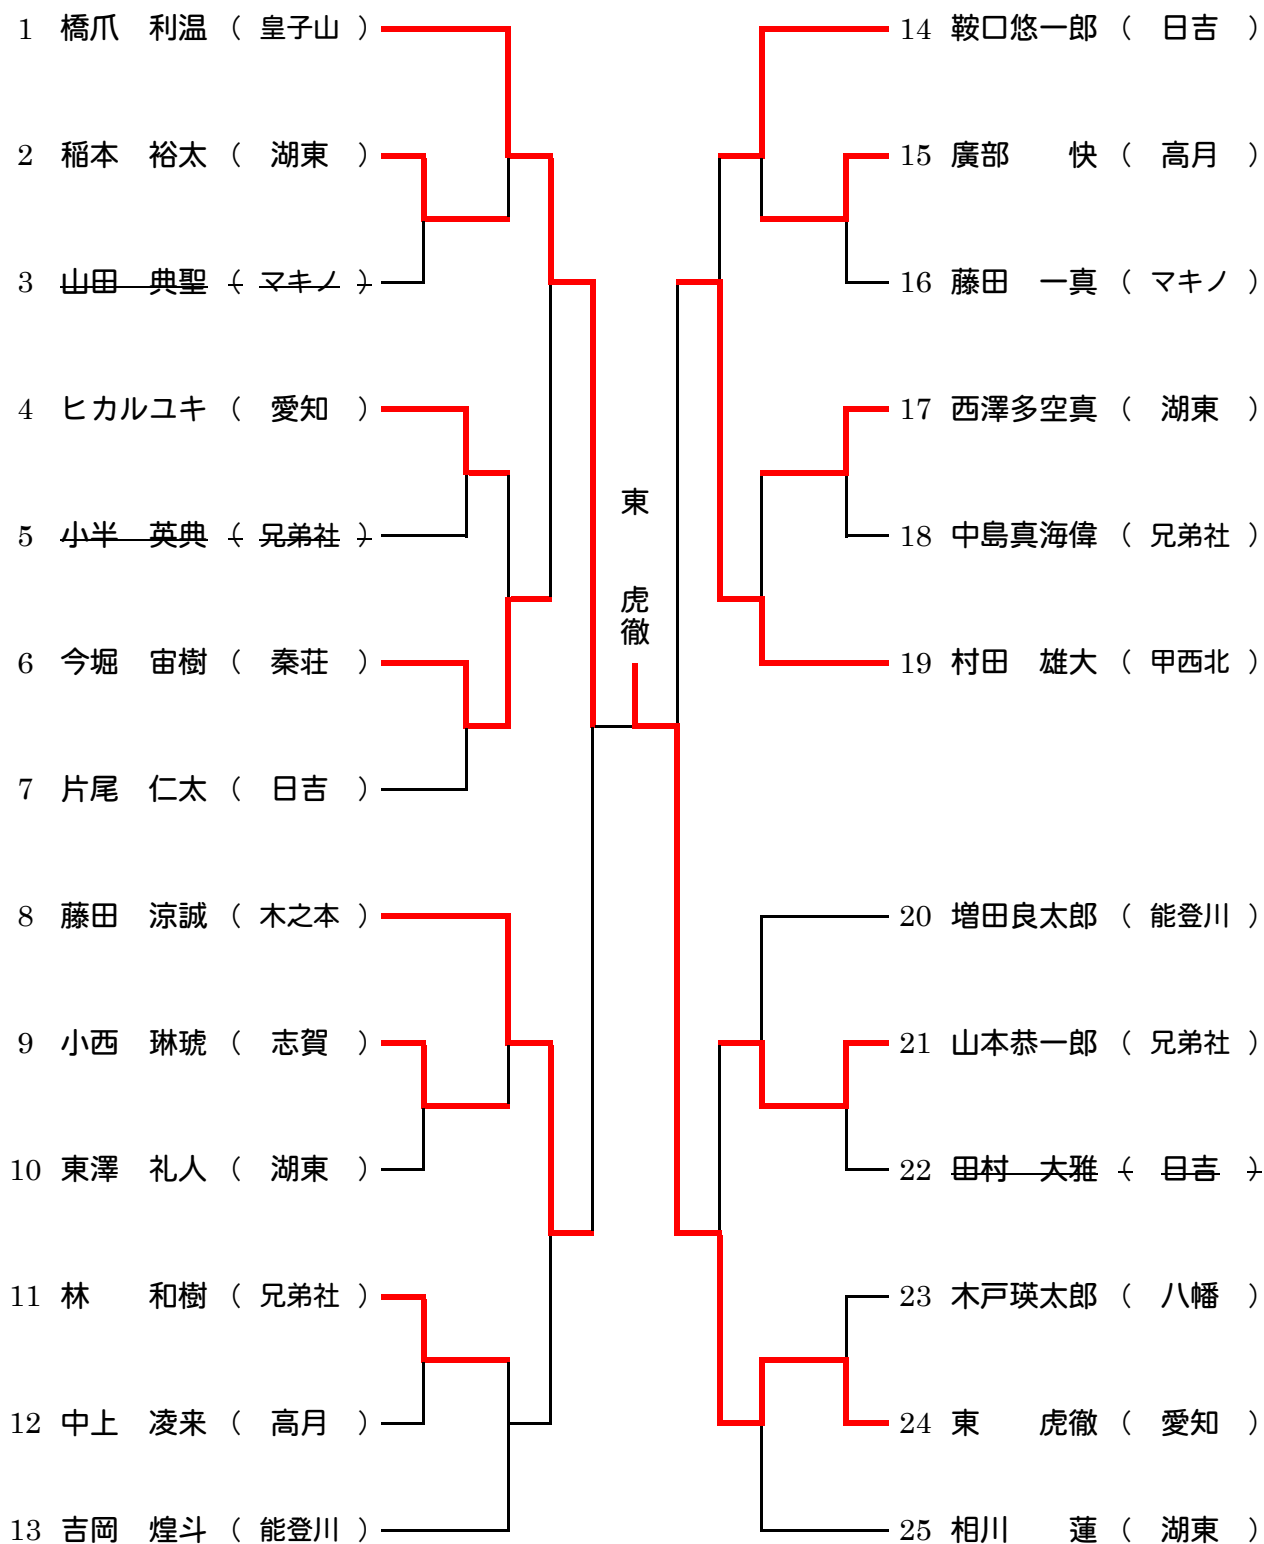 1 橋爪 利温 ( 皇子山 )
2 稲本 裕太 ( 湖東 )
3 山田 典聖 ( マキノ )
4 ヒカルユキ ( 愛知 )
5 小半 英典 ( 兄弟社 )
6 今堀 宙樹 ( 秦荘 )
7 片尾 仁太 ( 日吉 )
8 藤田 涼誠 ( 木之本 )
9 小西 琳琥 ( 志賀 )
10 東澤 礼人 ( 湖東 )
11 林 和樹 ( 兄弟社 )
12 中上 凌来 ( 高月 )
13 吉岡 煌斗 ( 能登川 )
東 虎徹
14 鞍口悠一郎 ( 日吉 )
15 廣部 快 ( 高月 )
16 藤田 一真 ( マキノ )
17 西澤多空真 ( 湖東 )
18 中島真海偉 ( 兄弟社 )
19 村田 雄大 ( 甲西北 )
20 増田良太郎 ( 能登川 )
21 山本恭一郎 ( 兄弟社 )
22 田村 大雅 ( 日吉 )
23 木戸瑛太郎 ( 八幡 )
24 東 虎徹 ( 愛知 )
25 相川 蓮 ( 湖東 )